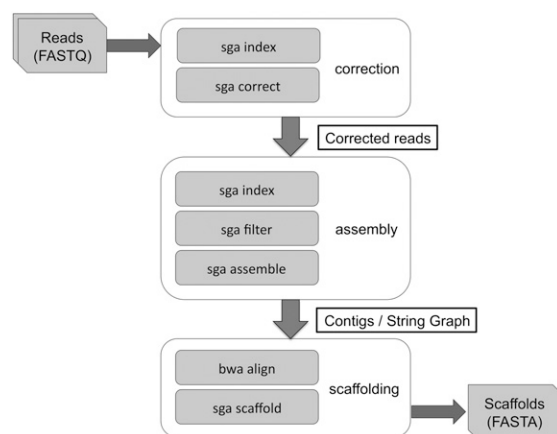 Reads
(FASTQ)
sga index
sga correct
correction
Corrected reads
sga index
sga filter
sga assemble
assembly
Contigs / String Graph
bwa align
sga scaffold
scaffolding
Scaffolds
(FASTA)